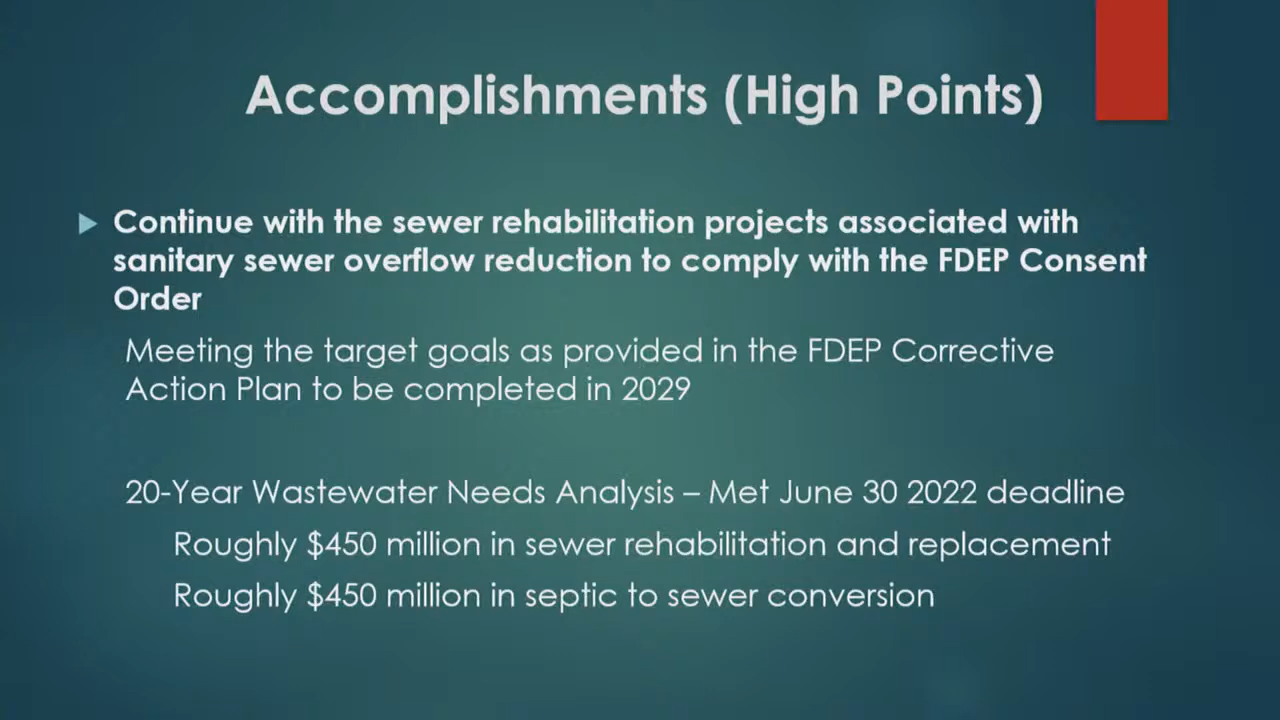 Accomplishments (High Points)
Continue with the sewer rehabilitation projects associated with
sanitary sewer overflow reduction to comply with the FDEP Consent
Order
Meeting the target goals as provided in the FDEP Corrective
Action Plan to be completed in 2029
20-Year Wastewater Needs Analysis – Met June 30 2022 deadline
Roughly $450 million in sewer rehabilitation and replacement
Roughly $450 million in septic to sewer conversion